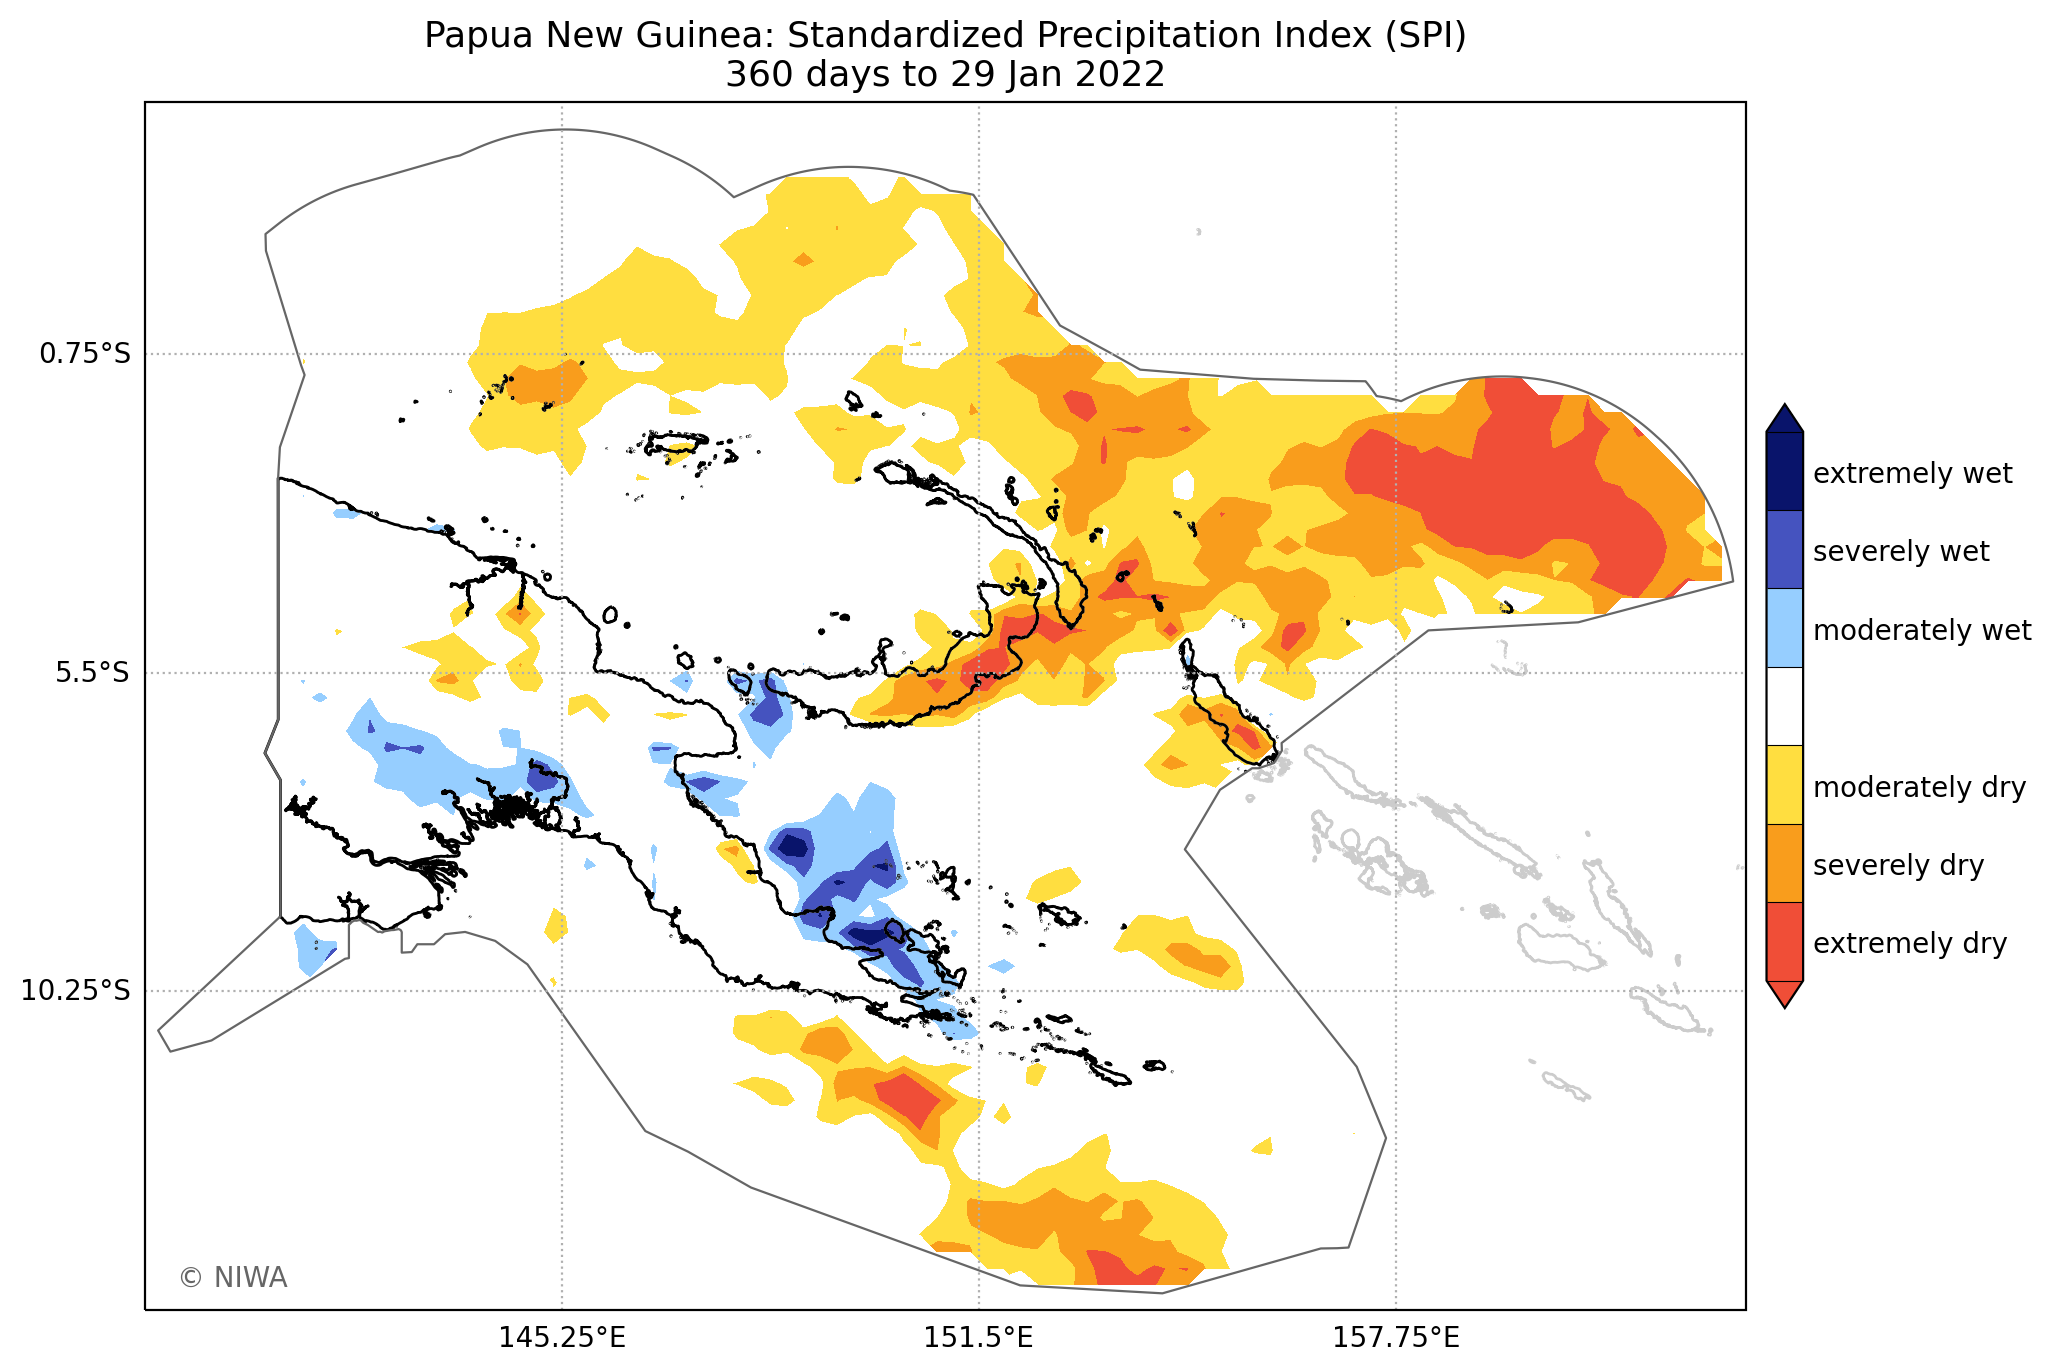 Papua New Guinea: Standardized Precipitation Index (SPI)
360 days to 29 Jan 2022
0.75°S
5.5°S
10.25°S
145.25°E
151.5°E
157.75°E
extremely wet
severely wet
moderately wet
moderately dry
severely dry
extremely dry
© NIWA